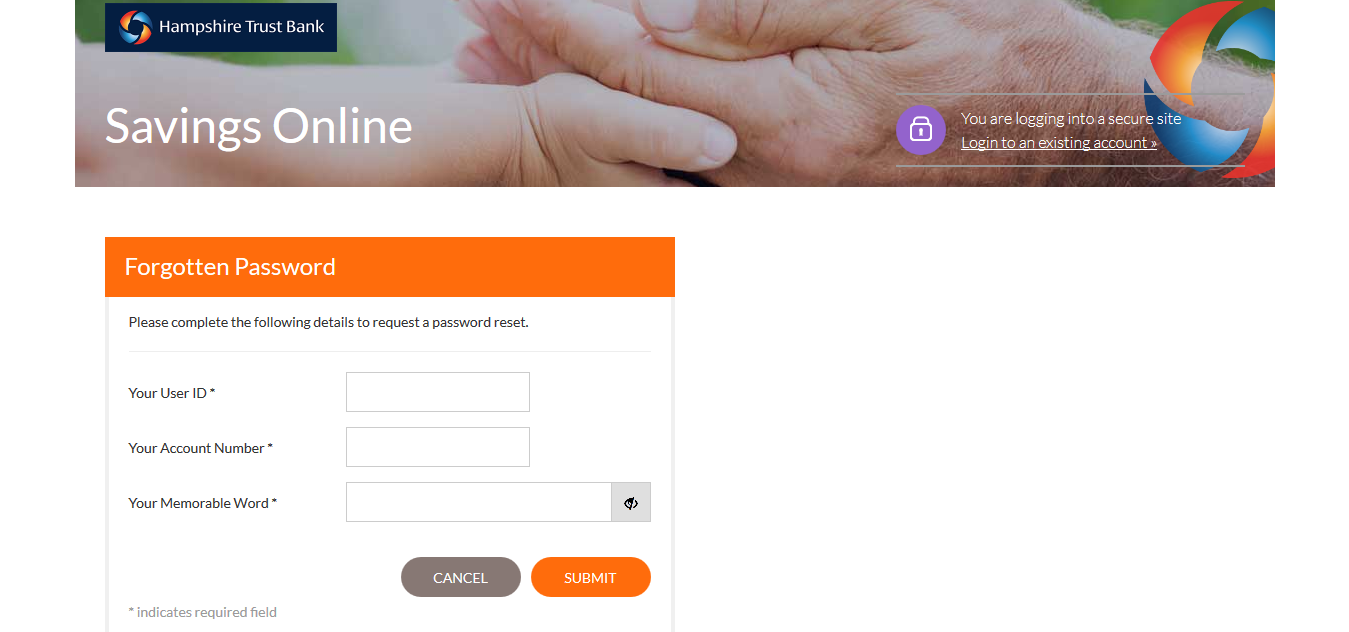 Hampshire Trust Bank
Savings Online
You are logging into a secure site
Login to an existing account »
Forgotten Password
Please complete the following details to request a password reset.
Your User ID *
Your Account Number *
Your Memorable Word *
CANCEL SUBMIT
* indicates required field